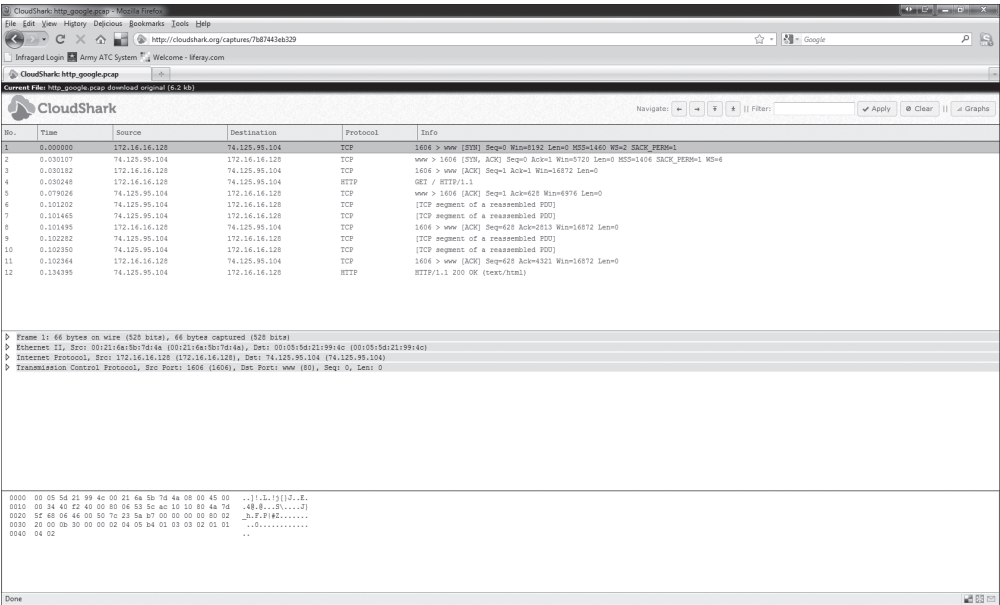 CloudShark: http_google.pcap - Mozilla Firefox
File Edit View History Delicious Bookmarks Tools Help
http://cloudshark.org/captures/7b87443eb329
Google
Infragard Login Army ATC System Welcome - liferay.com
CloudShark: http_google.pcap
Current File: http_google.pcap download original (6.2 kb)
CloudShark Navigate: || Filter: Apply Clear || Graphs
No. Time Source Destination Protocol Info
1 0.000000 172.16.16.128 74.125.95.104 TCP 1606 > www [SYN] Seq=0 Win=8192 Len=0 MSS=1460 WS=2 SACK_PERM=1
2 0.030107 74.125.95.104 172.16.16.128 TCP www > 1606 [SYN, ACK] Seq=0 Ack=1 Win=5720 Len=0 MSS=1406 SACK_PERM=1 WS=6
3 0.030182 172.16.16.128 74.125.95.104 TCP 1606 > www [ACK] Seq=1 Ack=1 Win=16872 Len=0
4 0.030248 172.16.16.128 74.125.95.104 HTTP GET / HTTP/1.1
5 0.079026 74.125.95.104 172.16.16.128 TCP www > 1606 [ACK] Seq=1 Ack=628 Win=6976 Len=0
6 0.101202 74.125.95.104 172.16.16.128 TCP [TCP segment of a reassembled PDU]
7 0.101465 74.125.95.104 172.16.16.128 TCP [TCP segment of a reassembled PDU]
8 0.101495 172.16.16.128 74.125.95.104 TCP 1606 > www [ACK] Seq=628 Ack=2813 Win=16872 Len=0
9 0.102282 74.125.95.104 172.16.16.128 TCP [TCP segment of a reassembled PDU]
10 0.102350 74.125.95.104 172.16.16.128 TCP [TCP segment of a reassembled PDU]
11 0.102364 172.16.16.128 74.125.95.104 TCP 1606 > www [ACK] Seq=628 Ack=4321 Win=16872 Len=0
12 0.134395 74.125.95.104 172.16.16.128 HTTP HTTP/1.1 200 OK (text/html)
Frame 1: 66 bytes on wire (528 bits), 66 bytes captured (528 bits)
Ethernet II, Src: 00:21:6a:5b:7d:4a (00:21:6a:5b:7d:4a), Dst: 00:05:5d:21:99:4c (00:05:5d:21:99:4c)
Internet Protocol, Src: 172.16.16.128 (172.16.16.128), Dst: 74.125.95.104 (74.125.95.104)
Transmission Control Protocol, Src Port: 1606 (1606), Dst Port: www (80), Seq: 0, Len: 0
0000 00 05 5d 21 99 4c 00 21 6a 5b 7d 4a 08 00 45 00 ..]!.L.!j[}J..E.
0010 00 34 40 f2 40 00 80 06 53 5c ac 10 10 80 4a 7d .4@.@...S\....J}
0020 5f 68 06 46 00 50 7c 23 5a b7 00 00 00 00 80 02 _h.F.P|#Z.......
0030 20 00 0b 30 00 00 02 04 05 b4 01 03 03 02 01 01 ..0............
0040 04 02 ..
Done